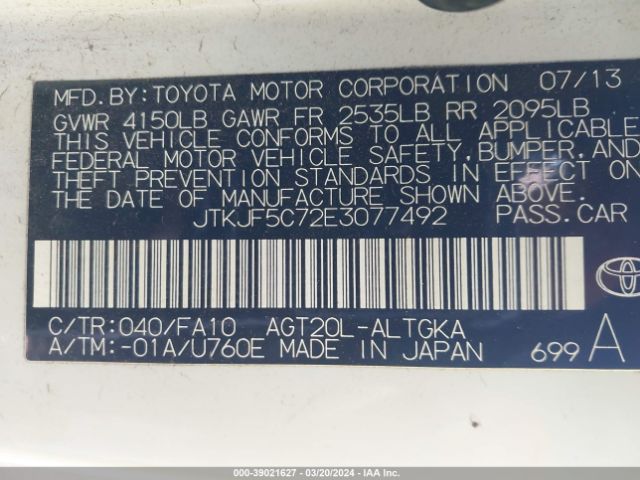 MFD. BY: TOYOTA MOTOR CORPORATION 07/13
GVWR 4150LB GAWR FR 2535LB RR 2095LB
THIS VEHICLE CONFORMS TO ALL APPLICABLE
FEDERAL MOTOR VEHICLE SAFETY, BUMPER, AND
THEFT PREVENTION STANDARDS IN EFFECT ON
THE DATE OF MANUFACTURE SHOWN ABOVE.
JTKJF5C72E3077492 PASS. CAR
C/TR: 040/FA10 AGT20L-ALTGKA
A/TM: -01A/U760E MADE IN JAPAN 699 A
000-39021627 - 03/20/2024 - IAAI.COM